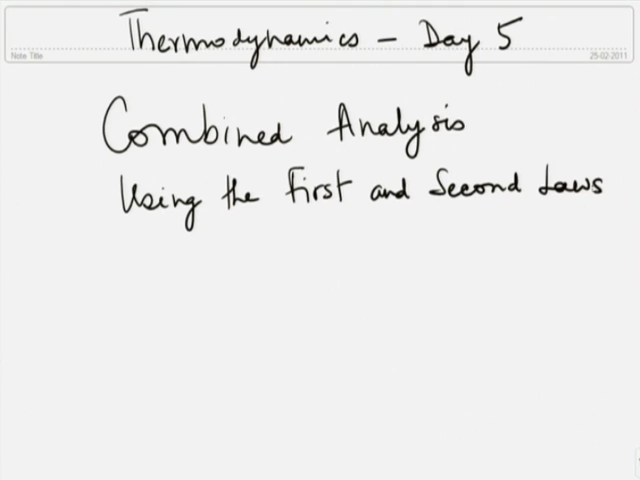 Thermodynamics - Day 5
Note Title
25-02-2011
Combined Analysis
Using the First and Second Laws